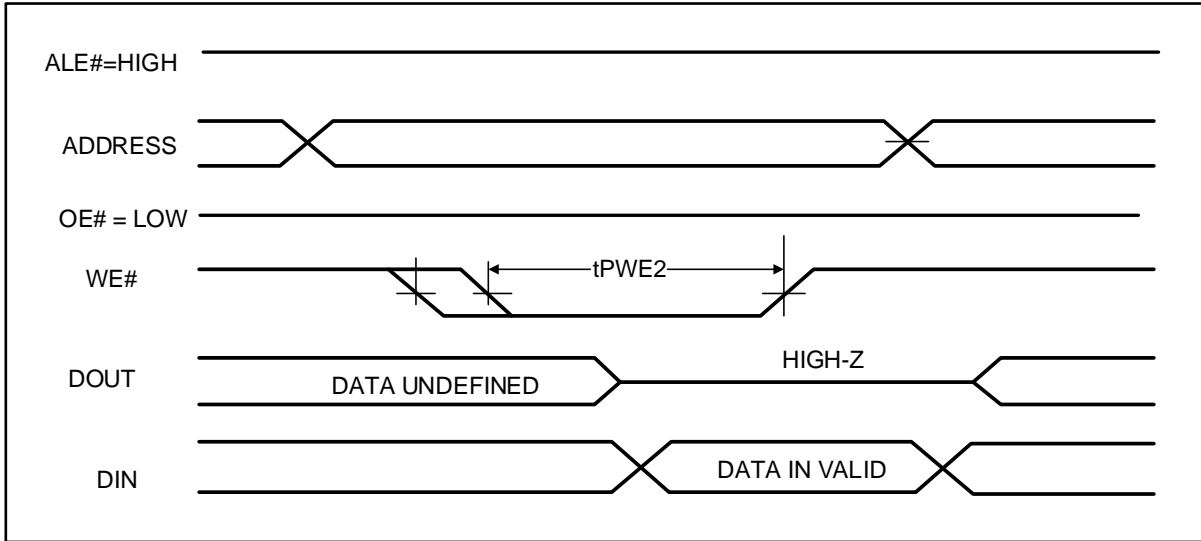 ALE#=HIGH
ADDRESS
OE# = LOW
WE#
tPWE2
DOUT
DATA UNDEFINED
HIGH-Z
DIN
DATA IN VALID